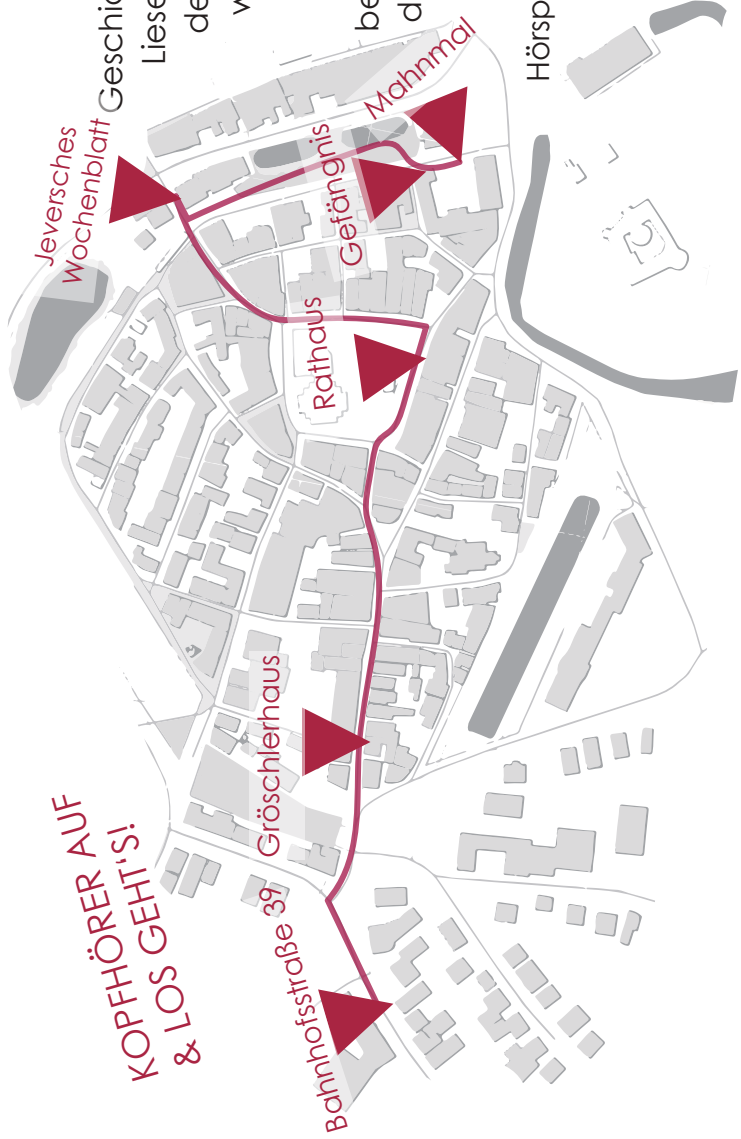 KOPFHÖRER AUF
& LOS GEHT'S!
Bahnhofsstraße 39
Gröschlerhaus
Rathaus
Jeversches
Wochenblatt
Gefängnis
Mahnmal
Geschic
Liese
de
w
be
d
Hörsp